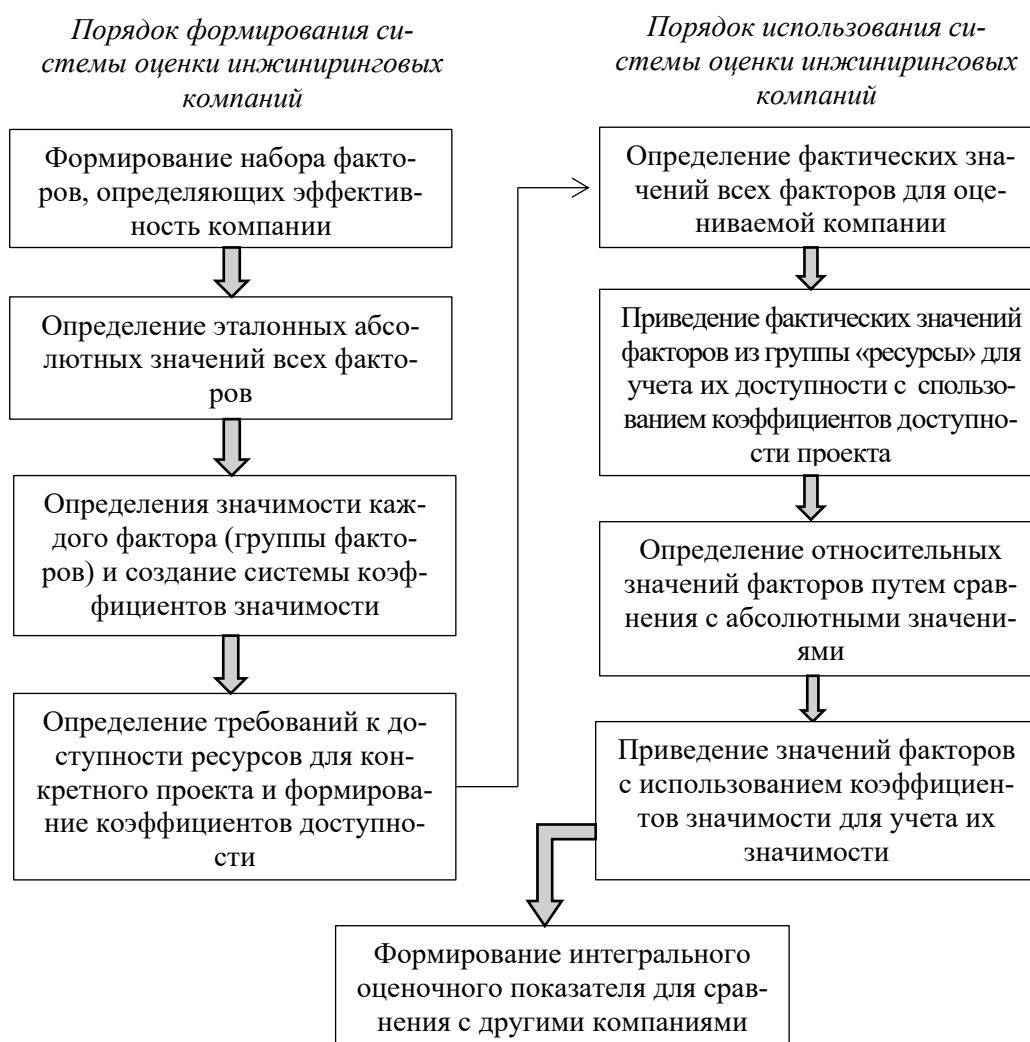 Порядок формирования си-
стемы оценки инжиниринговых
компаний
Формирование набора факто-
ров, определяющих эффектив-
ность компании
Определение эталонных абсо-
лютных значений всех факто-
ров
Определения значимости каж-
дого фактора (группы факто-
ров) и создание системы коэф-
фициентов значимости
Определение требований к до-
ступности ресурсов для кон-
кретного проекта и формирова-
ние коэффициентов доступно-
сти
Порядок использования си-
стемы оценки инжиниринговых
компаний
Определение фактических зна-
чений всех факторов для оце-
ниваемой компании
Приведение фактических значений
факторов из группы «ресурсы» для
учета их доступности с спользо-
ванием коэффициентов доступно-
сти проекта
Определение относительных
значений факторов путем срав-
нения с абсолютными значени-
ями
Приведение значений факторов
с использованием коэффициен-
тов значимости для учета их
значимости
Формирование интегрального
оценочного показателя для срав-
нения с другими компаниями